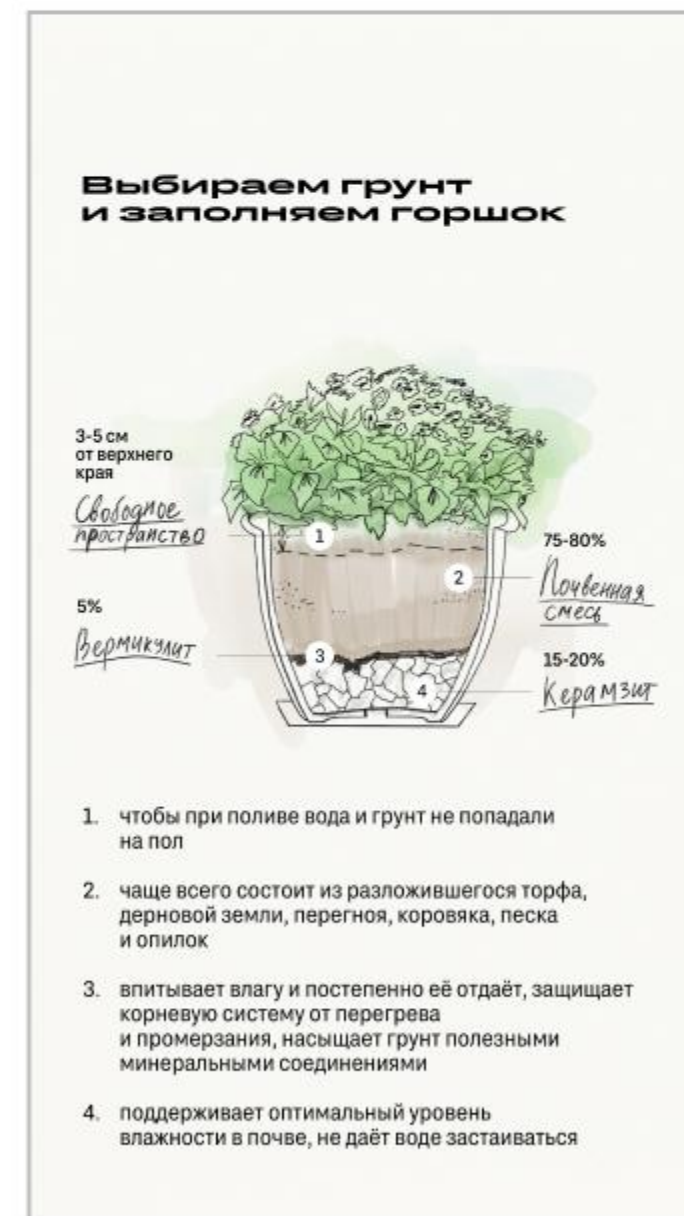 Выбираем грунт
и заполняем горшок
3-5 см
от верхнего
края
Свободное
пространство
1
75-80%
2
Почвенная
смесь
5%
Вермикулит
3
15-20%
4
Керамзит
1. чтобы при поливе вода и грунт не попадали
на пол
2. чаще всего состоит из разложившегося торфа,
дерновой земли, перегноя, коровяка, песка
и опилок
3. впитывает влагу и постепенно её отдаёт, защищает
корневую систему от перегрева
и промерзания, насыщает грунт полезными
минеральными соединениями
4. поддерживает оптимальный уровень
влажности в почве, не даёт воде застаиваться